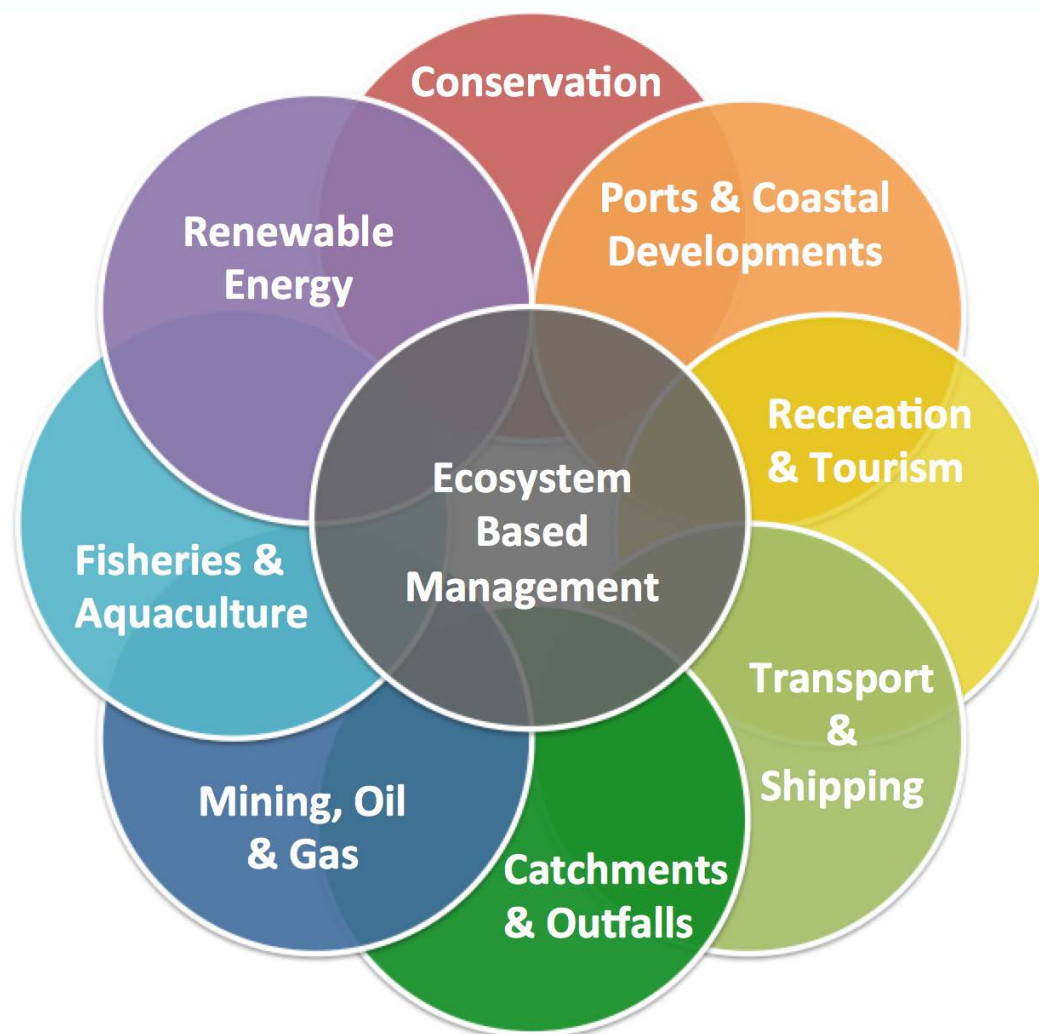 Conservation
Ports & Coastal
Developments
Renewable
Energy
Recreation
& Tourism
Ecosystem
Based
Management
Fisheries &
Aquaculture
Transport
&
Shipping
Mining, Oil
& Gas
Catchments
& Outfalls